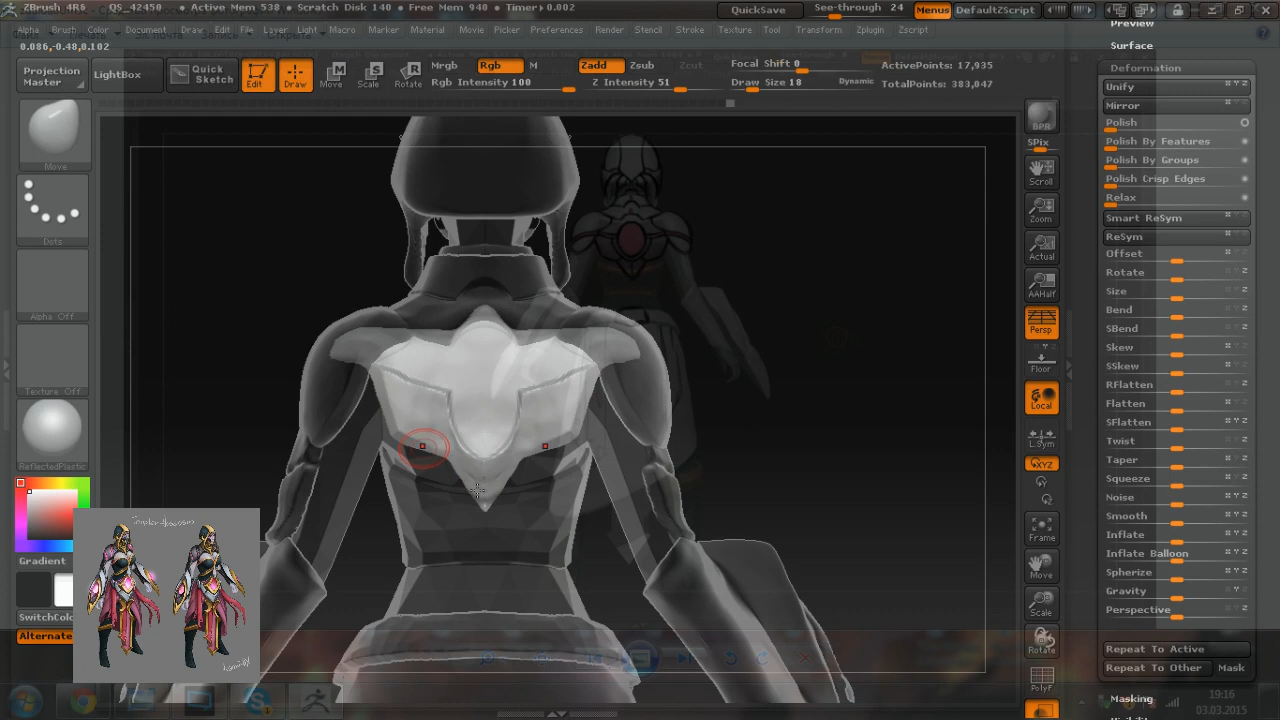 ZBrush 4R6 QS_42450 • Active Mem 538 • Scratch Disk 140 • Free Mem 940 • Timer▸0.002 QuickSave See-through 24 Menus DefaultZScript
Alpha Brush Color Document Draw Edit File Layer Light Macro Marker Material Movie Picker Preferences Render Stencil Stroke Texture Tool Transform Zplugin Zscript
0.086,-0.48,0.102
Projection Master
LightBox
Quick Sketch
Edit
Draw
Move
Scale
Rotate
Mrgb Rgb M
Rgb Intensity 100
Zadd Zsub Zcut
Z Intensity 51
Focal Shift 0
Draw Size 18 Dynamic
ActivePoints: 17,935
TotalPoints: 383,047
Move
Dots
Alpha Off
Texture Off
ReflectedPlastic
Gradient
SwitchColo
Alternate
BPR
SPix
Scroll
Zoom
Actual
AAHalf
Persp
Floor
Local
L.Sym
XYZ
Frame
Move
Scale
Rotate
PolyF
Preview
Surface
Deformation
Unify
Mirror
Polish
Polish By Features
Polish By Groups
Polish Crisp Edges
Relax
Smart ReSym
ReSym
Offset
Rotate
Size
Bend
SBend
Skew
SSkew
RFlatten
Flatten
SFlatten
Twist
Taper
Squeeze
Noise
Smooth
Inflate
Inflate Balloon
Spherize
Gravity
Perspective
Repeat To Active
Repeat To Other Mask
Masking
19:16
03.03.2015